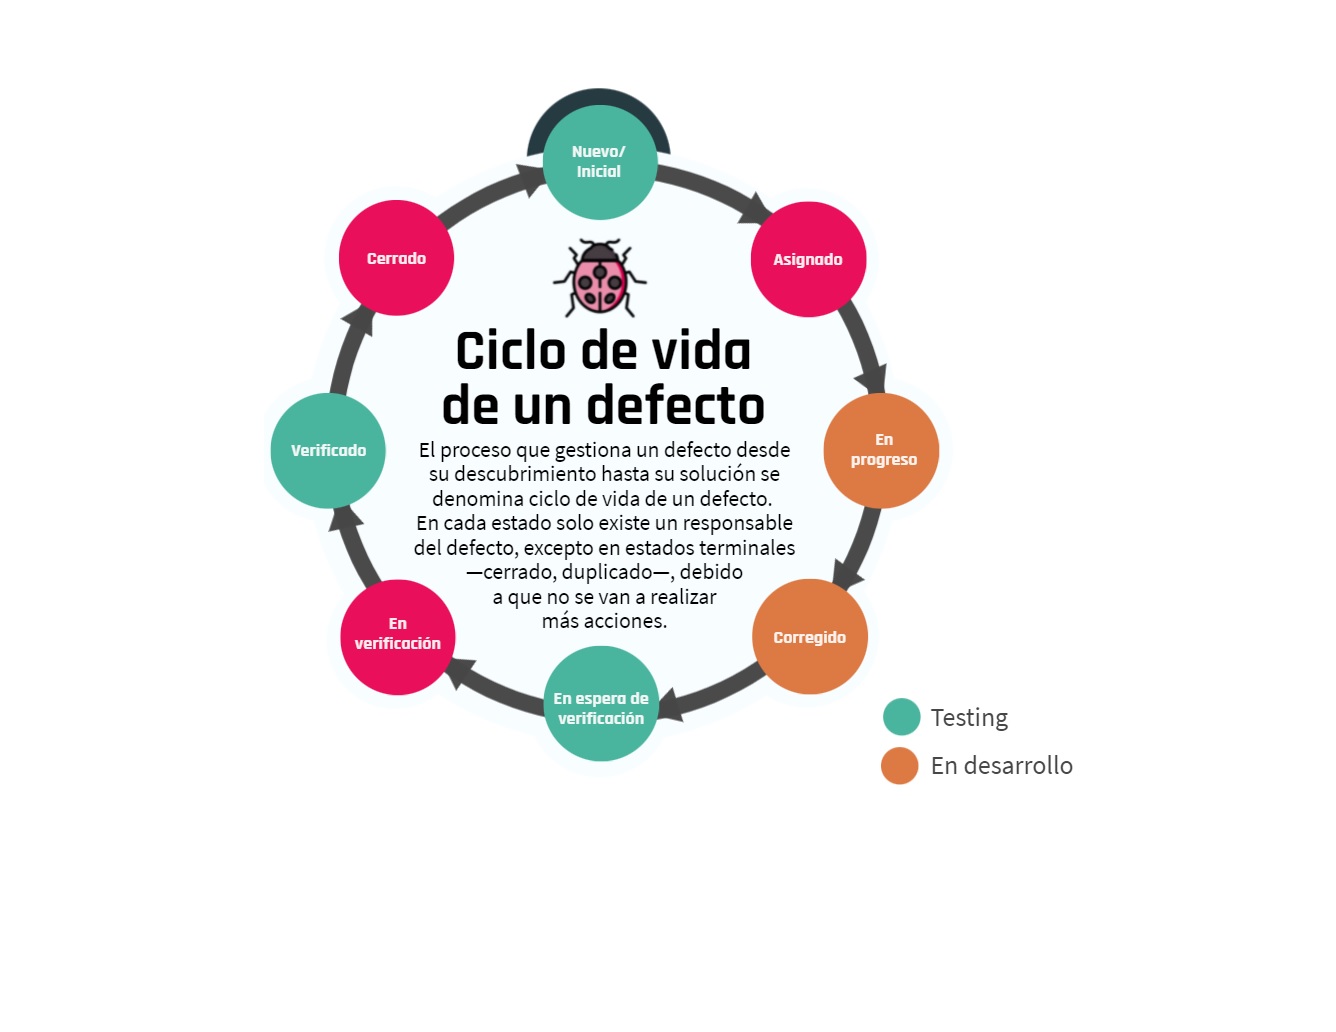 Nuevo/
Inicial
Asignado
En
progreso
Corregido
En espera de
verificación
En
verificación
Verificado
Cerrado
Ciclo de vida
de un defecto
El proceso que gestiona un defecto desde
su descubrimiento hasta su solución se
denomina ciclo de vida de un defecto.
En cada estado solo existe un responsable
del defecto, excepto en estados terminales
—cerrado, duplicado—, debido
a que no se van a realizar
más acciones.
Testing
En desarrollo